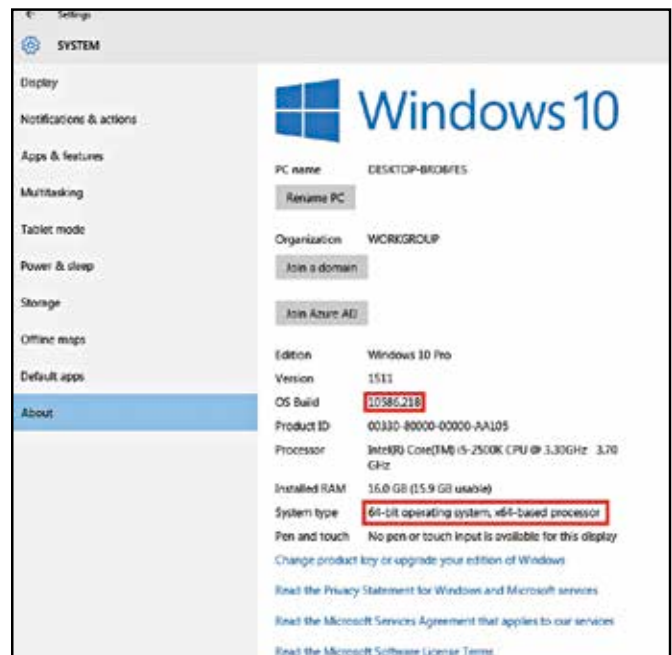 Settings
SYSTEM
Display
Notifications & actions
Apps & features
Multitasking
Tablet mode
Power & sleep
Storage
Offline maps
Default apps
About
Windows 10
PC name DESKTOP-
Rename PC
Organization WORKGROUP
Join a domain
Join Azure AD
Edition Windows 10 Pro
Version 1511
OS Build 10586.218
Product ID 00330-80000-00000-AA105
Processor Intel(R) Core(TM) i5-2500K CPU @ 3.30GHz 3.70
GHz
Installed RAM 16.0 GB (15.9 GB usable)
System type 64-bit operating system, x64-based processor
Pen and touch No pen or touch input is available for this display
Change product key or upgrade your edition of Windows
Read the Privacy Statement for Windows and Microsoft services
Read the Microsoft Services Agreement that applies to our services
Read the Microsoft Software License Terms